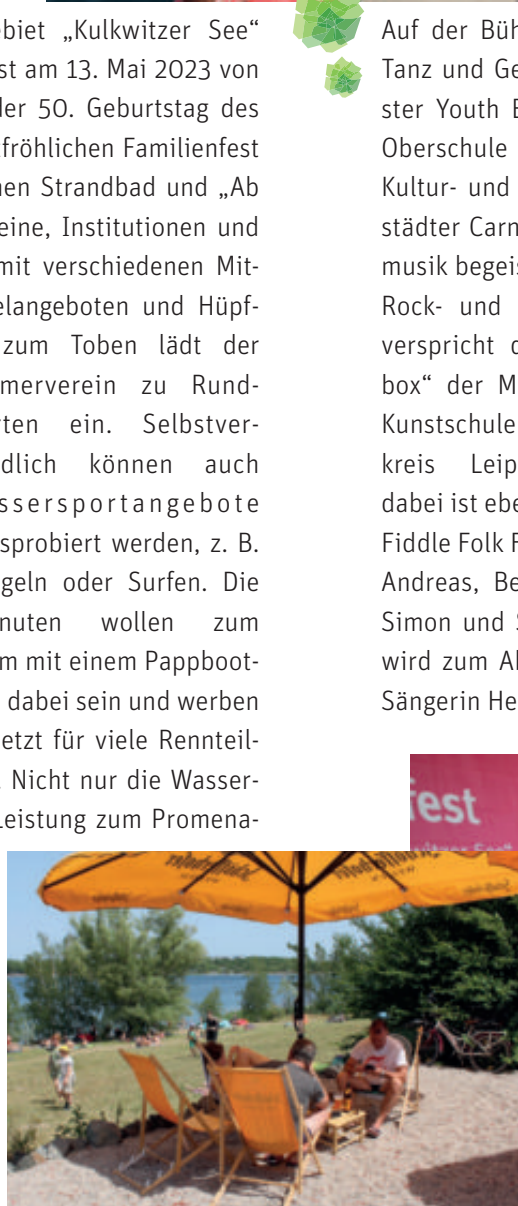 ebiet „Kulkwitzer See“
st am 13. Mai 2023 von
der 50. Geburtstag des
fröhlichen Familienfest
nen Strandbad und „Ab
eine, Institutionen und
mit verschiedenen Mit-
elangeboten und Hüpf-
zum Toben lädt der
merverein zu Rund-
rten ein. Selbstver-
dlich können auch
ssersportangebote
sprobiert werden, z. B.
geln oder Surfen. Die
nuten wollen zum
m mit einem Pappboot-
dabei sein und werben
etzt für viele Rennteil-
. Nicht nur die Wasser-
Leistung zum Promena-
Auf der Büh
Tanz und Ge
ster Youth B
Oberschule
Kultur- und
städter Carn
musik begeis
Rock- und
verspricht d
box“ der M
Kunstschule
kreis Leip
dabei ist ebe
Fiddle Folk F
Andreas, Be
Simon und S
wird zum Al
Sängerin He
fest